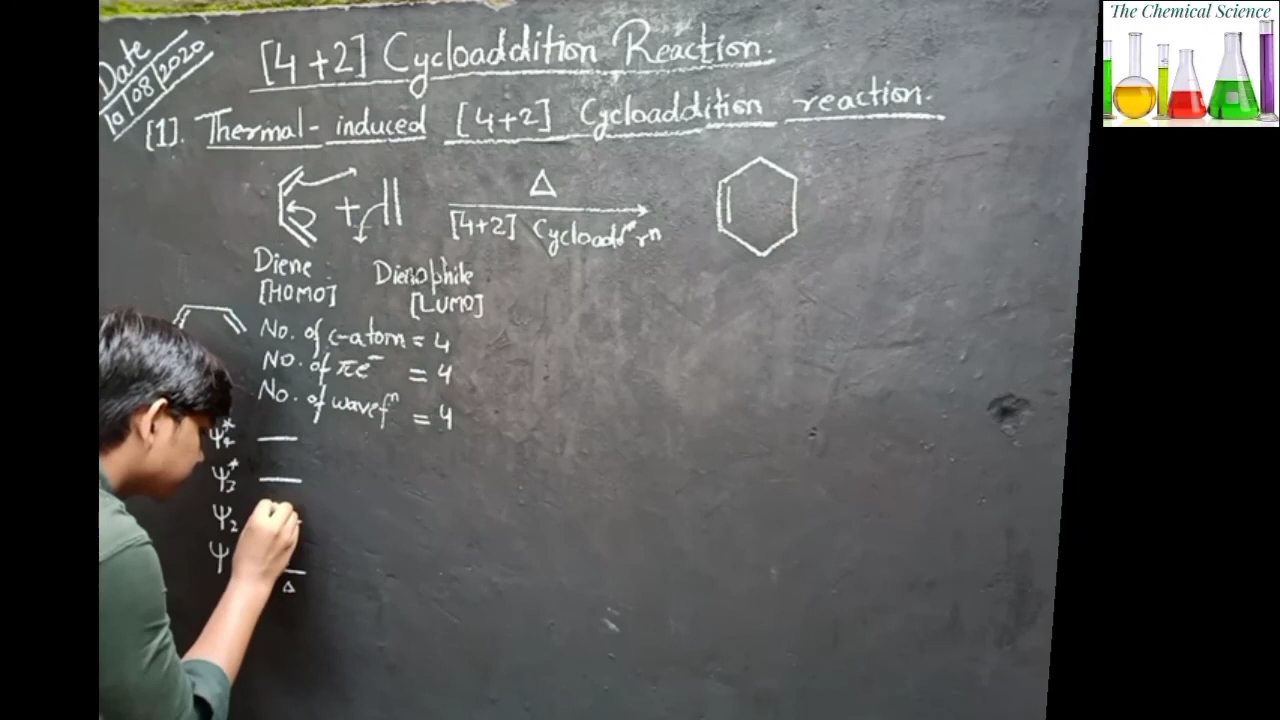 The Chemical Science
Date
10/08/2020
[4+2] Cycloaddition Reaction.
[1]. Thermal-induced [4+2] Cycloaddition reaction.
+
Δ
[4+2] Cycloaddⁿ rⁿ
Diene
[HOMO]
Dienophile
[LUMO]
No. of c-atom = 4
No. of πe⁻ = 4
No. of wavefⁿ = 4
Ψ₄*
Ψ₃*
Ψ₂
Ψ
Δ